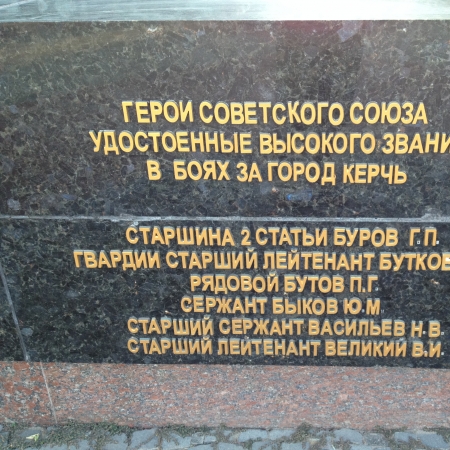 ГЕРОИ СОВЕТСКОГО СОЮЗА
УДОСТОЕННЫЕ ВЫСОКОГО ЗВАНИ
В БОЯХ ЗА ГОРОД КЕРЧЬ
СТАРШИНА 2 СТАТЬИ БУРОВ Г.П.
ГВАРДИИ СТАРШИЙ ЛЕЙТЕНАНТ БУТКОВ
РЯДОВОЙ БУТОВ П.Г.
СЕРЖАНТ БЫКОВ Ю.М
СТАРШИЙ СЕРЖАНТ ВАСИЛЬЕВ Н.В.
СТАРШИЙ ЛЕЙТЕНАНТ ВЕЛИКИЙ В.И.